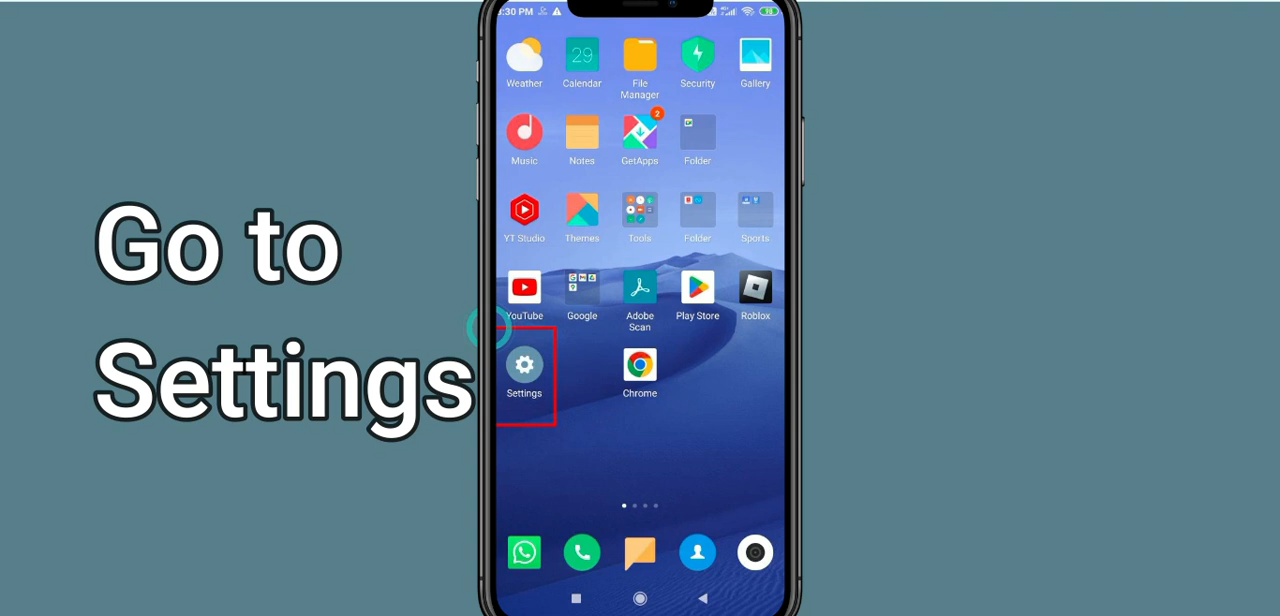 :30 PM
99
29
Weather
Calendar
File
Manager
Security
Gallery
2
Music
Notes
GetApps
Folder
YT Studio
Themes
Tools
Folder
Sports
YouTube
Google
Adobe
Scan
Play Store
Roblox
Settings
Chrome
Go to
Settings